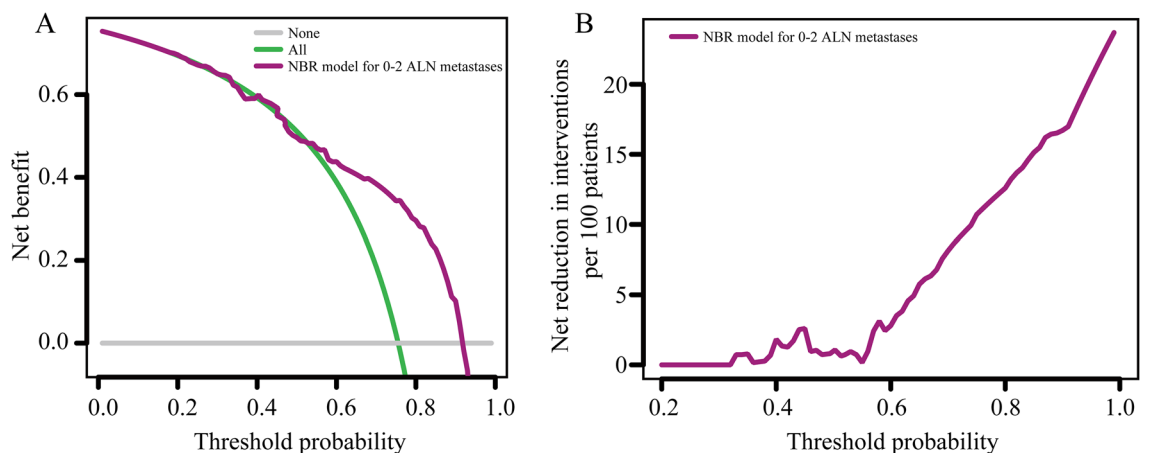 A
None
All
NBR model for 0-2 ALN metastases
Net benefit
0.6
0.4
0.2
0.0
0.0 0.2 0.4 0.6 0.8 1.0
Threshold probability
B
NBR model for 0-2 ALN metastases
Net reduction in interventions
per 100 patients
20
15
10
5
0
0.2 0.4 0.6 0.8 1.0
Threshold probability